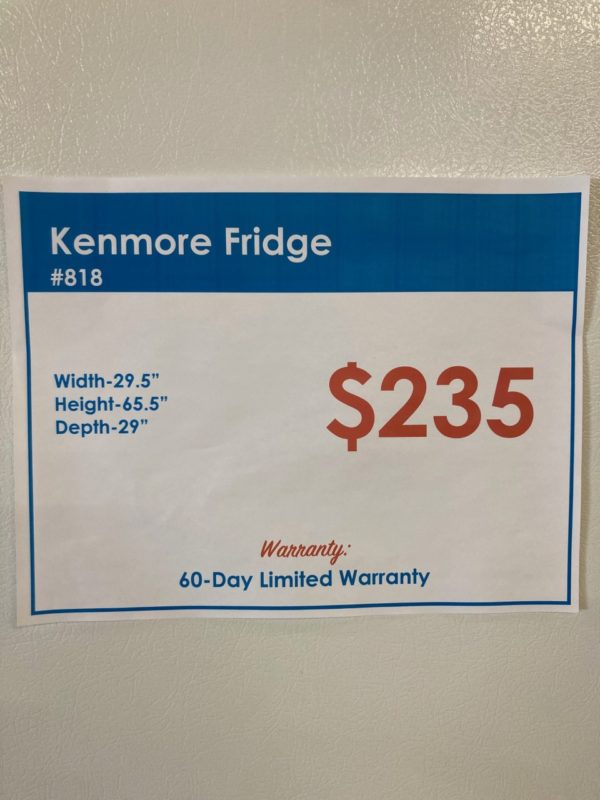 Kenmore Fridge
#818
Width-29.5”
Height-65.5”
Depth-29”
$235
Warranty:
60-Day Limited Warranty